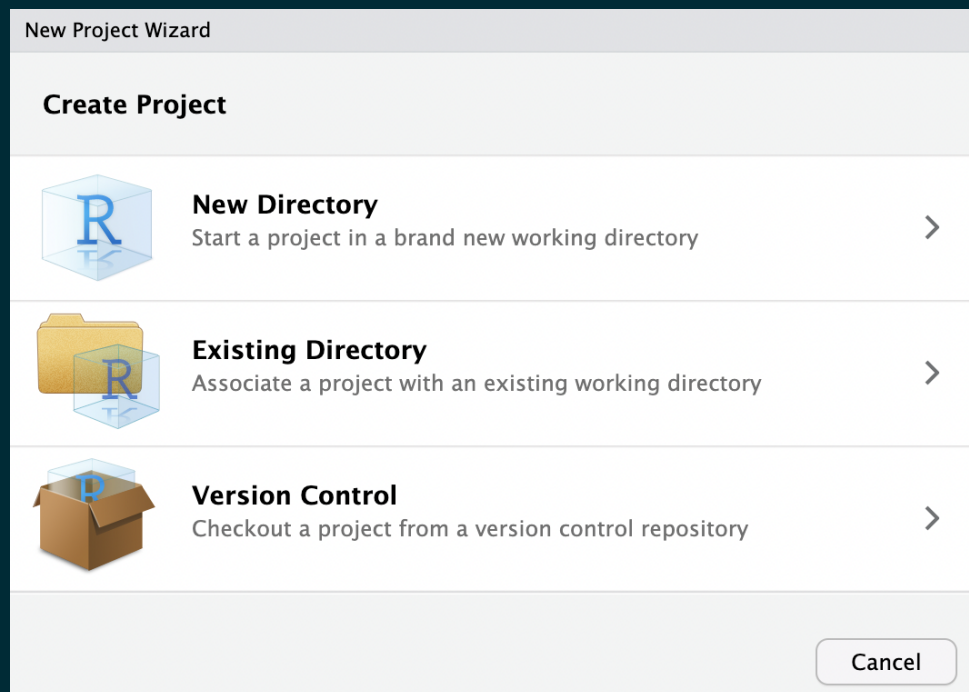 New Project Wizard
Create Project
R
New Directory
Start a project in a brand new working directory
R
Existing Directory
Associate a project with an existing working directory
R
Version Control
Checkout a project from a version control repository
Cancel